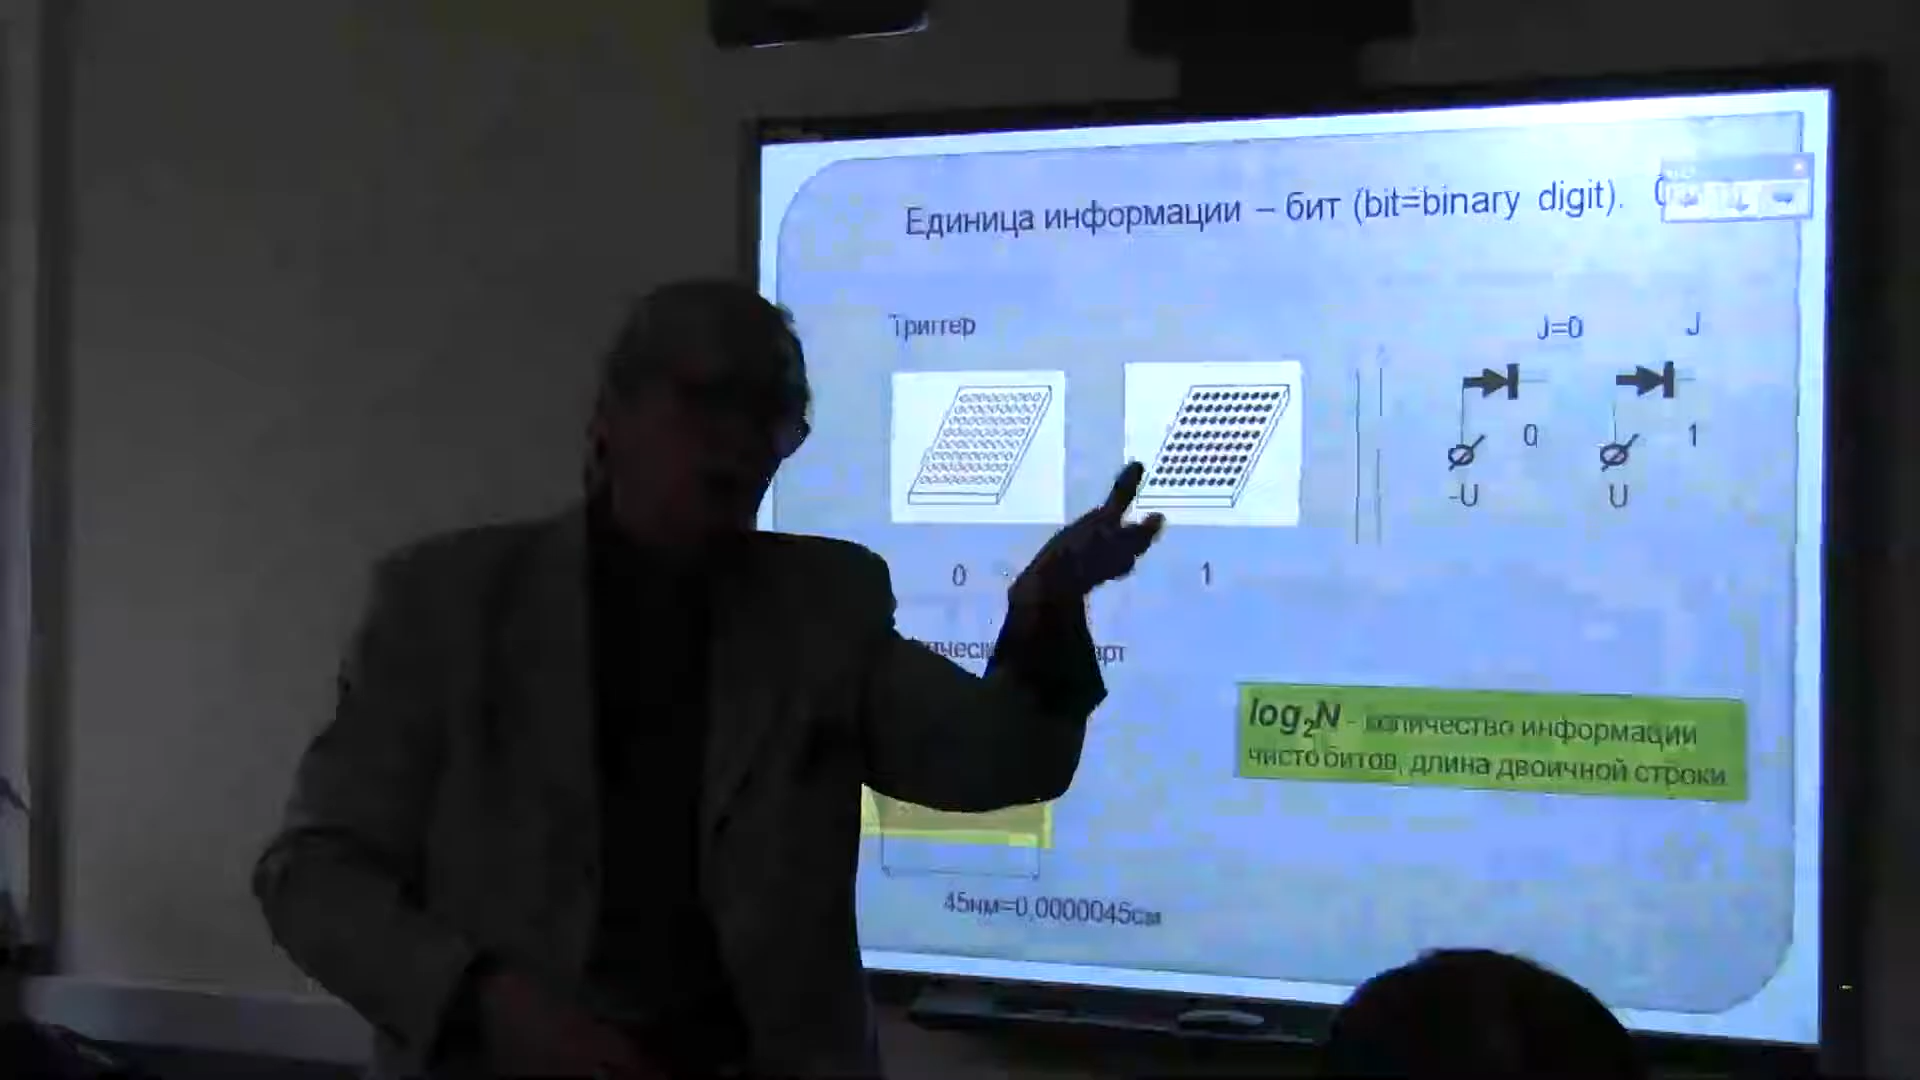 Единица информации – бит (bit=binary digit).
Триггер
J=0 J
0 1
-U U
0 1
log₂N - количество информации
чисто битов, длина двоичной строки
45нм=0,0000045см